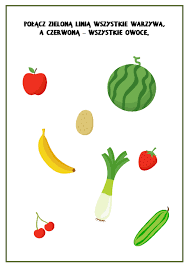 POŁĄCZ ZIELONĄ LINIĄ WSZYSTKIE WARZYWA,
A CZERWONĄ – WSZYSTKIE OWOCE.